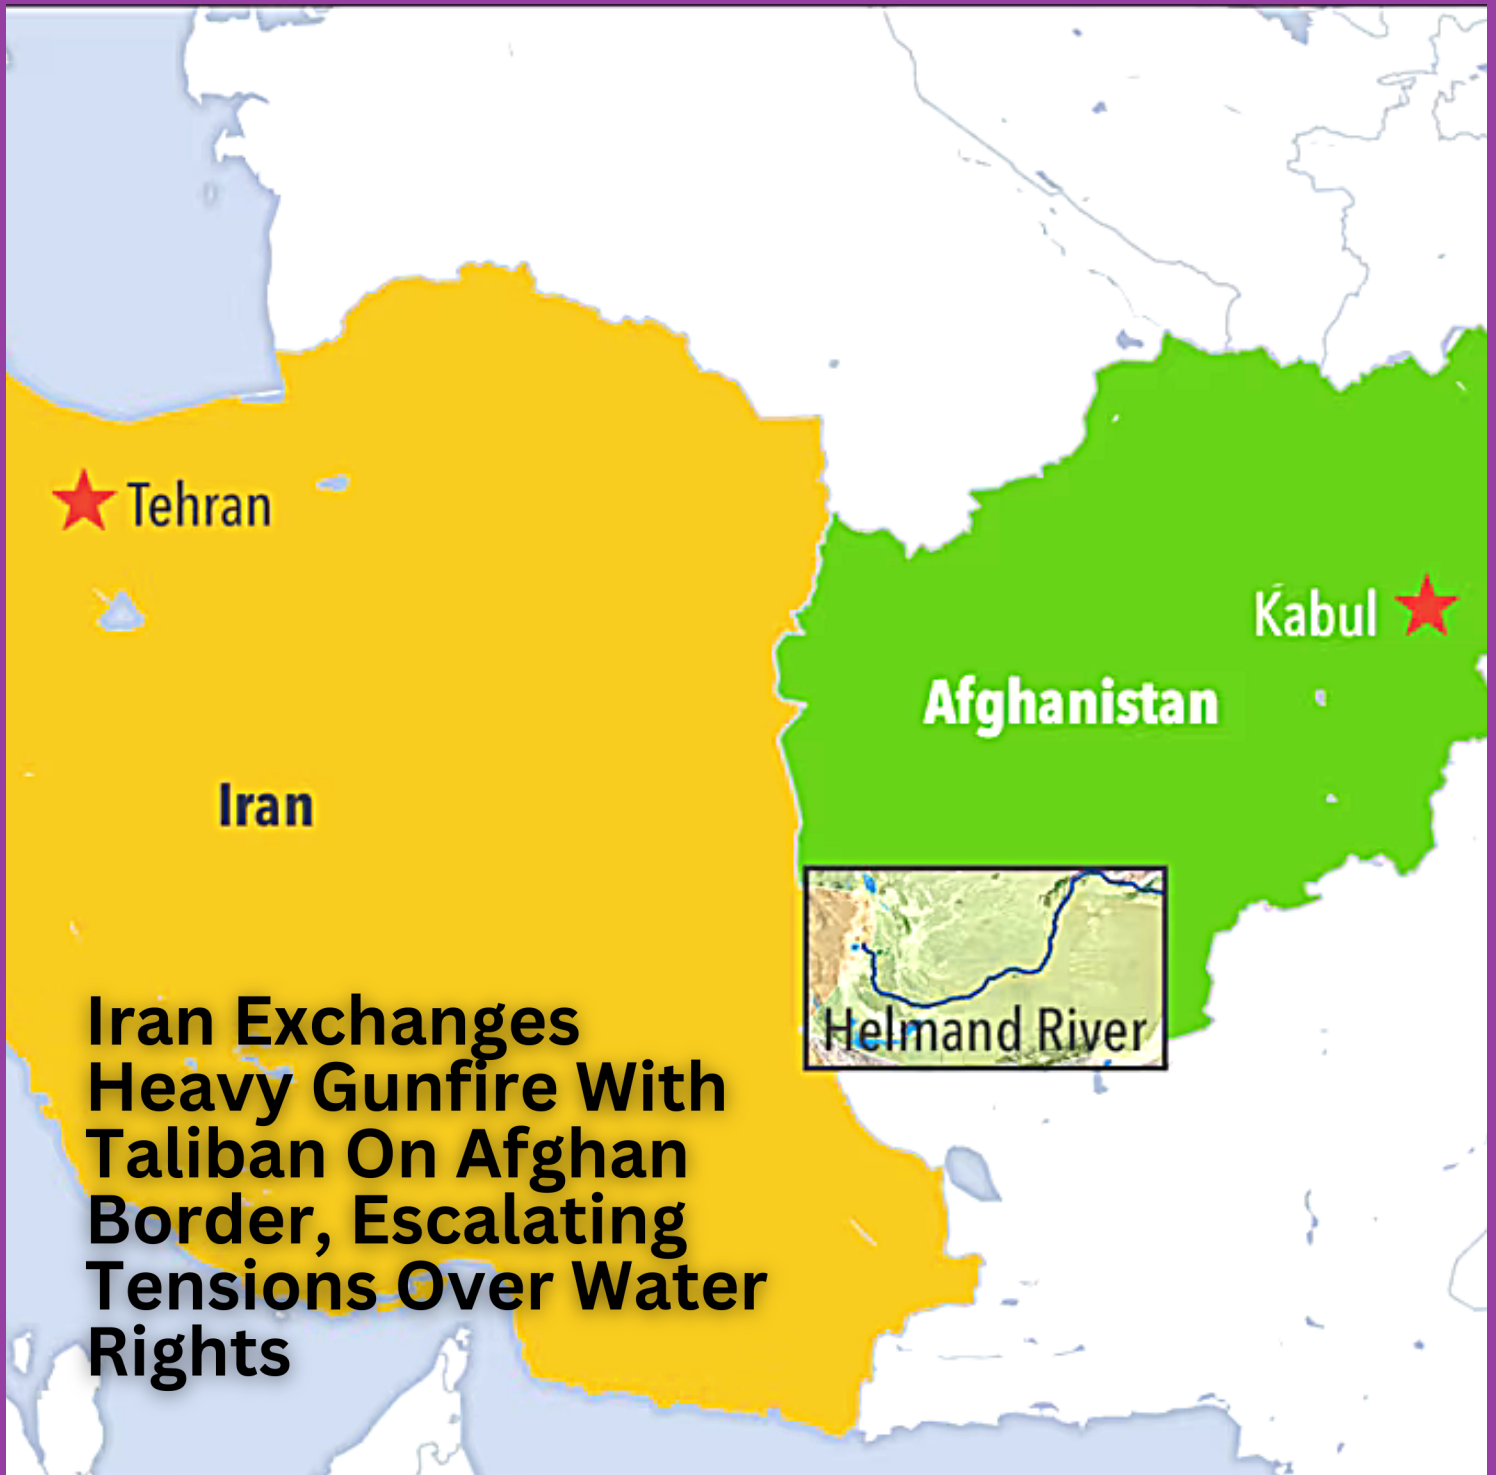 Tehran
Kabul
Afghanistan
Iran
Helmand River
Iran Exchanges
Heavy Gunfire With
Taliban On Afghan
Border, Escalating
Tensions Over Water
Rights